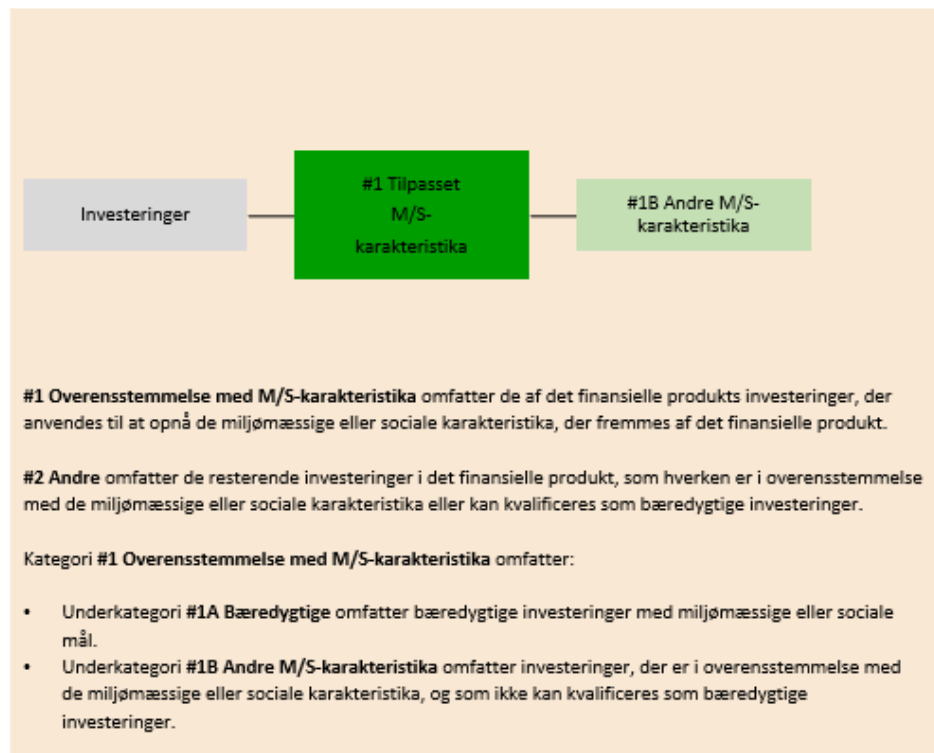 Investeringer
#1 Tilpasset
M/S-
karakteristika
#1B Andre M/S-
karakteristika
#1 Overensstemmelse med M/S-karakteristika omfatter de af det finansielle produkts investeringer, der
anvendes til at opnå de miljømæssige eller sociale karakteristika, der fremmes af det finansielle produkt.
#2 Andre omfatter de resterende investeringer i det finansielle produkt, som hverken er i overensstemmelse
med de miljømæssige eller sociale karakteristika eller kan kvalificeres som bæredygtige investeringer.
Kategori #1 Overensstemmelse med M/S-karakteristika omfatter:
• Underkategori #1A Bæredygtige omfatter bæredygtige investeringer med miljømæssige eller sociale
mål.
• Underkategori #1B Andre M/S-karakteristika omfatter investeringer, der er i overensstemmelse med
de miljømæssige eller sociale karakteristika, og som ikke kan kvalificeres som bæredygtige
investeringer.